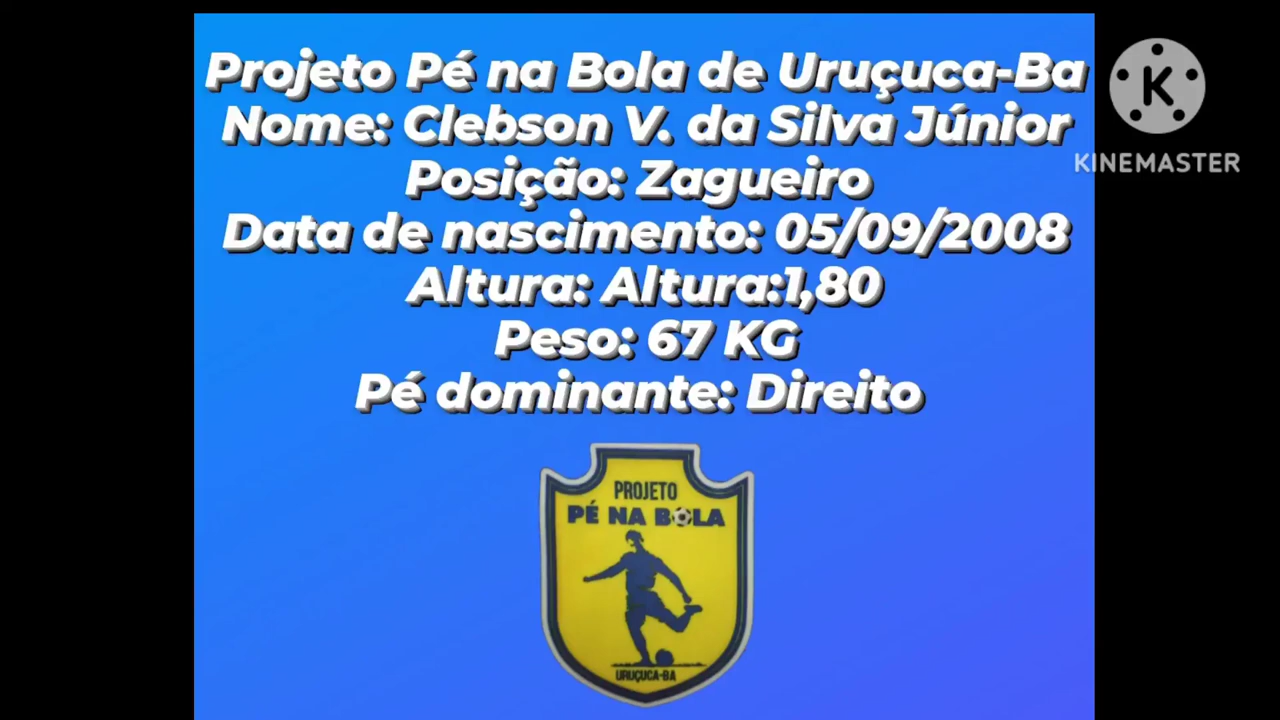 Projeto Pé na Bola de Uruçuca-Ba
Nome: Clebson V. da Silva Júnior
Posição: Zagueiro
Data de nascimento: 05/09/2008
Altura: Altura:1,80
Peso: 67 KG
Pé dominante: Direito
K
KINEMASTER
PROJETO
PÉ NA BOLA
URUÇUCA-BA